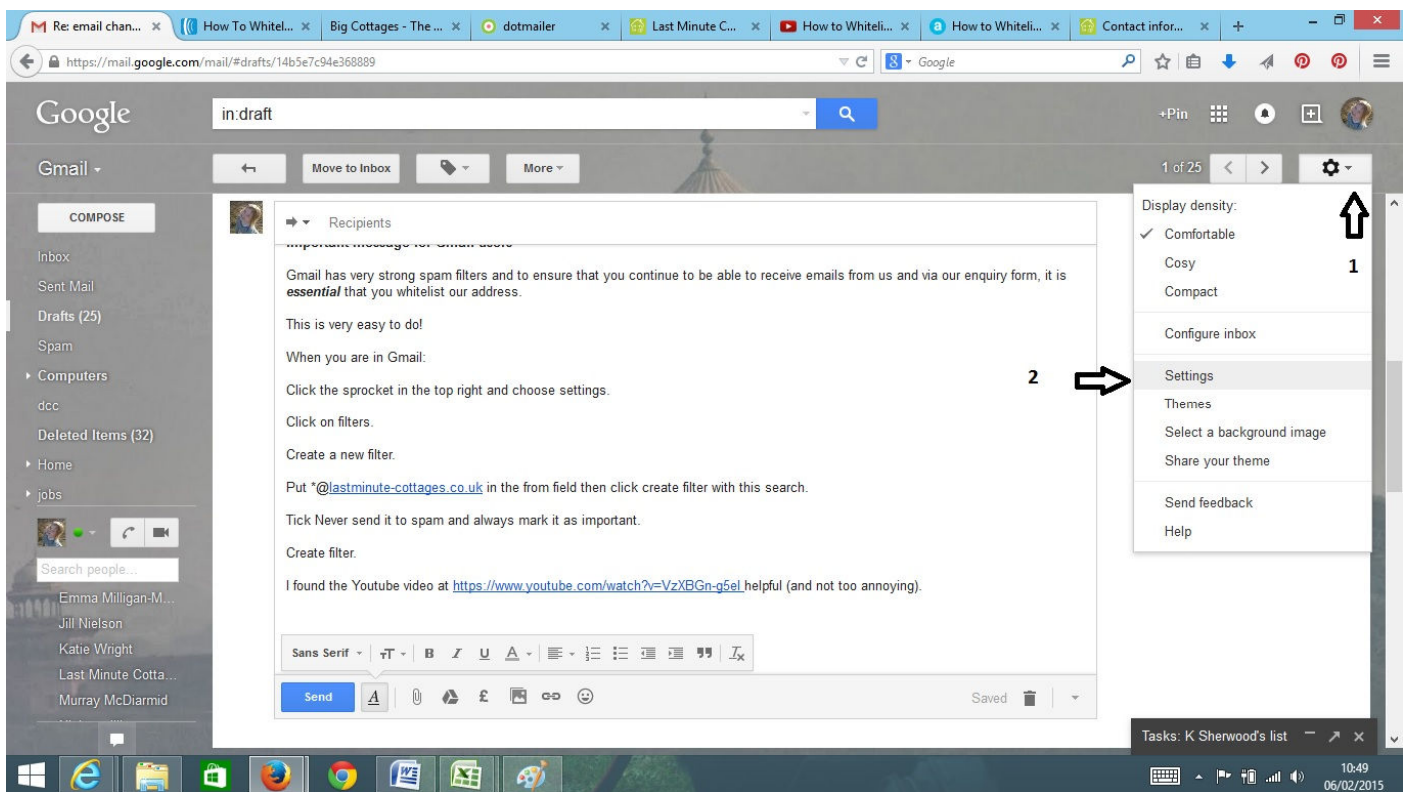 Re: email chan...
How To Whitel...
Big Cottages - The ...
dotmailer
Last Minute C...
How to Whiteli...
How to Whiteli...
Contact infor...
https://mail.google.com/mail/#drafts/14b5e7c94e368889
Google
Google
in:draft
+Pin
Gmail
Move to Inbox
More
1 of 25
COMPOSE
Inbox
Sent Mail
Drafts (25)
Spam
Computers
dcc
Deleted Items (32)
Home
jobs
Search people...
Emma Milligan-M...
Jill Nielson
Katie Wright
Last Minute Cotta...
Murray McDiarmid
Recipients
Important message for Gmail users
Gmail has very strong spam filters and to ensure that you continue to be able to receive emails from us and via our enquiry form, it is
essential that you whitelist our address.
This is very easy to do!
When you are in Gmail:
Click the sprocket in the top right and choose settings.
Click on filters.
Create a new filter.
Put *@lastminute-cottages.co.uk in the from field then click create filter with this search.
Tick Never send it to spam and always mark it as important.
Create filter.
I found the Youtube video at https://www.youtube.com/watch?v=VzXBGn-g5eI helpful (and not too annoying).
Sans Serif
Send
Saved
Display density:
Comfortable
Cosy
Compact
Configure inbox
Settings
Themes
Select a background image
Share your theme
Send feedback
Help
1
2
Tasks: K Sherwood's list
10:49
06/02/2015